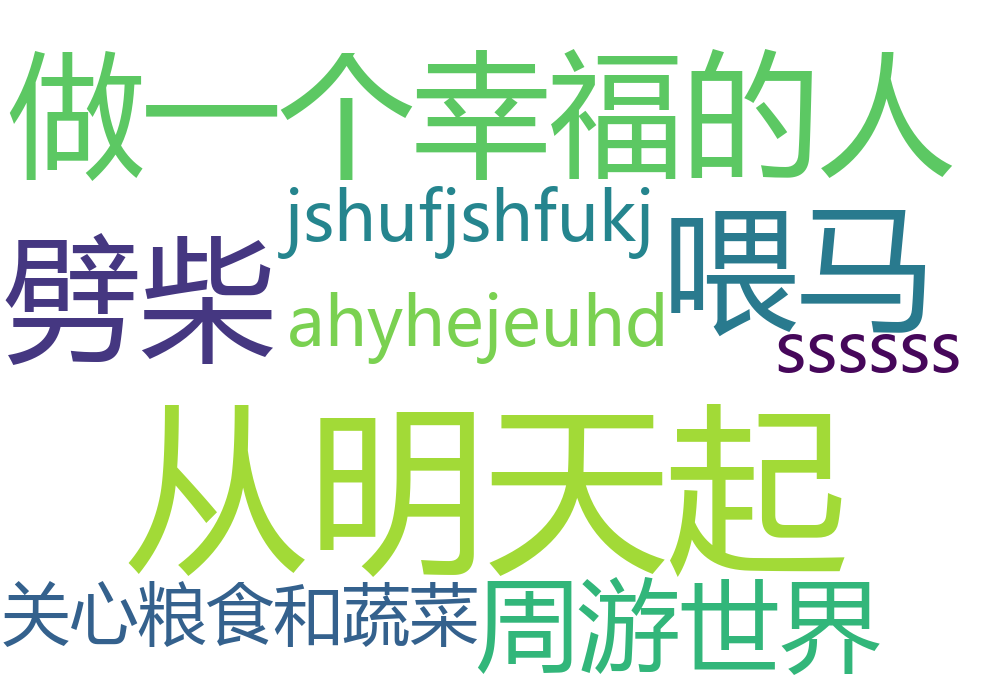 做一个幸福的人
jshufjshfukj
劈柴
喂马
ahyhejeuhd
ssssss
从明天起
关心粮食和蔬菜
周游世界